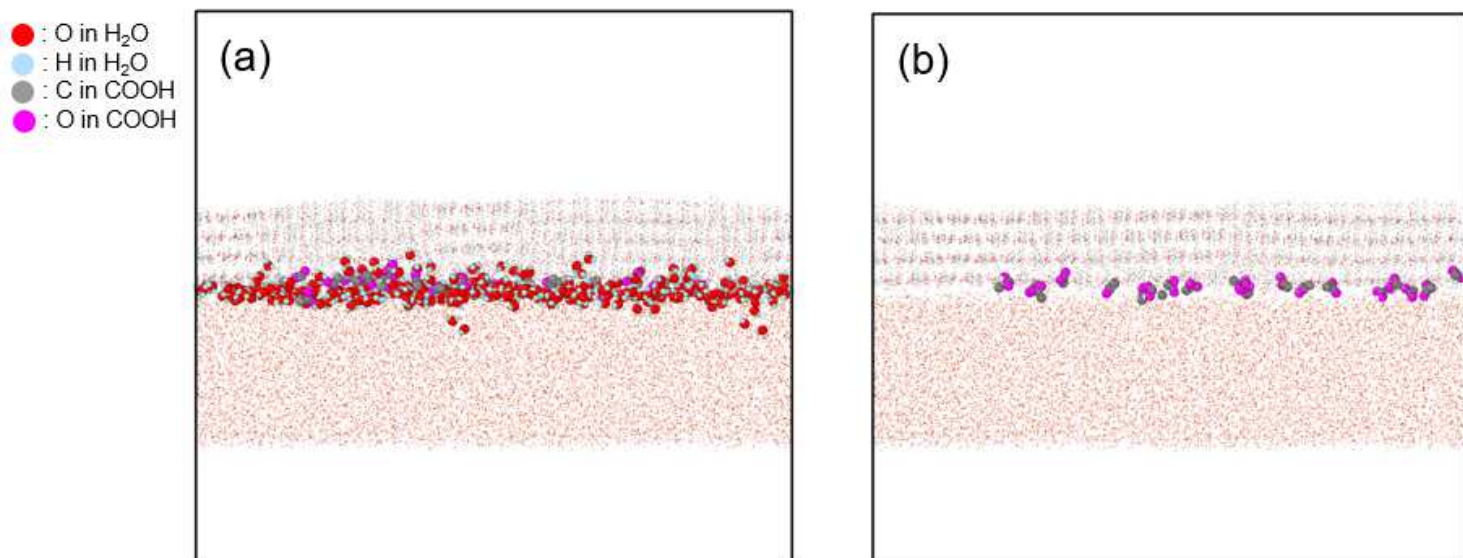 : O in H₂O
: H in H₂O
: C in COOH
: O in COOH
(a)
(b)